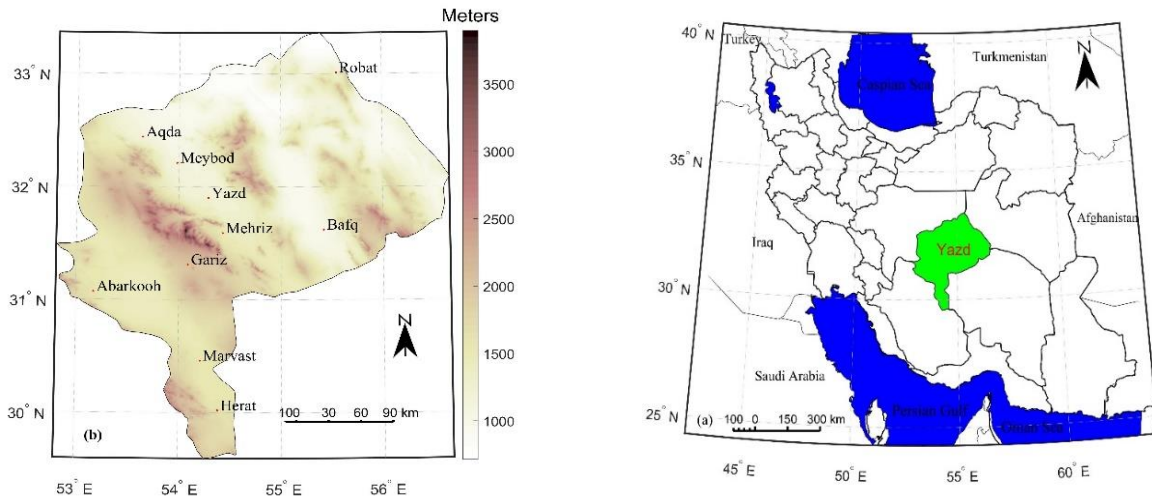 Meters
33° N
32° N
31° N
30° N
53° E
54° E
55° E
56° E
3500
3000
2500
2000
1500
1000
Robat
Aqda
Meybod
Yazd
Mehriz
Bafq
Gariz
Abarkooh
Marvast
Herat
N
100 30 90 km
(b)
40° N
35° N
30° N
25° N
45° E
50° E
55° E
60° E
Turkey
Caspian Sea
Turkmenistan
N
Afghanistan
Iraq
Yazd
Saudi Arabia
Persian Gulf
Oman Sea
(a)
100 0 150 300 km